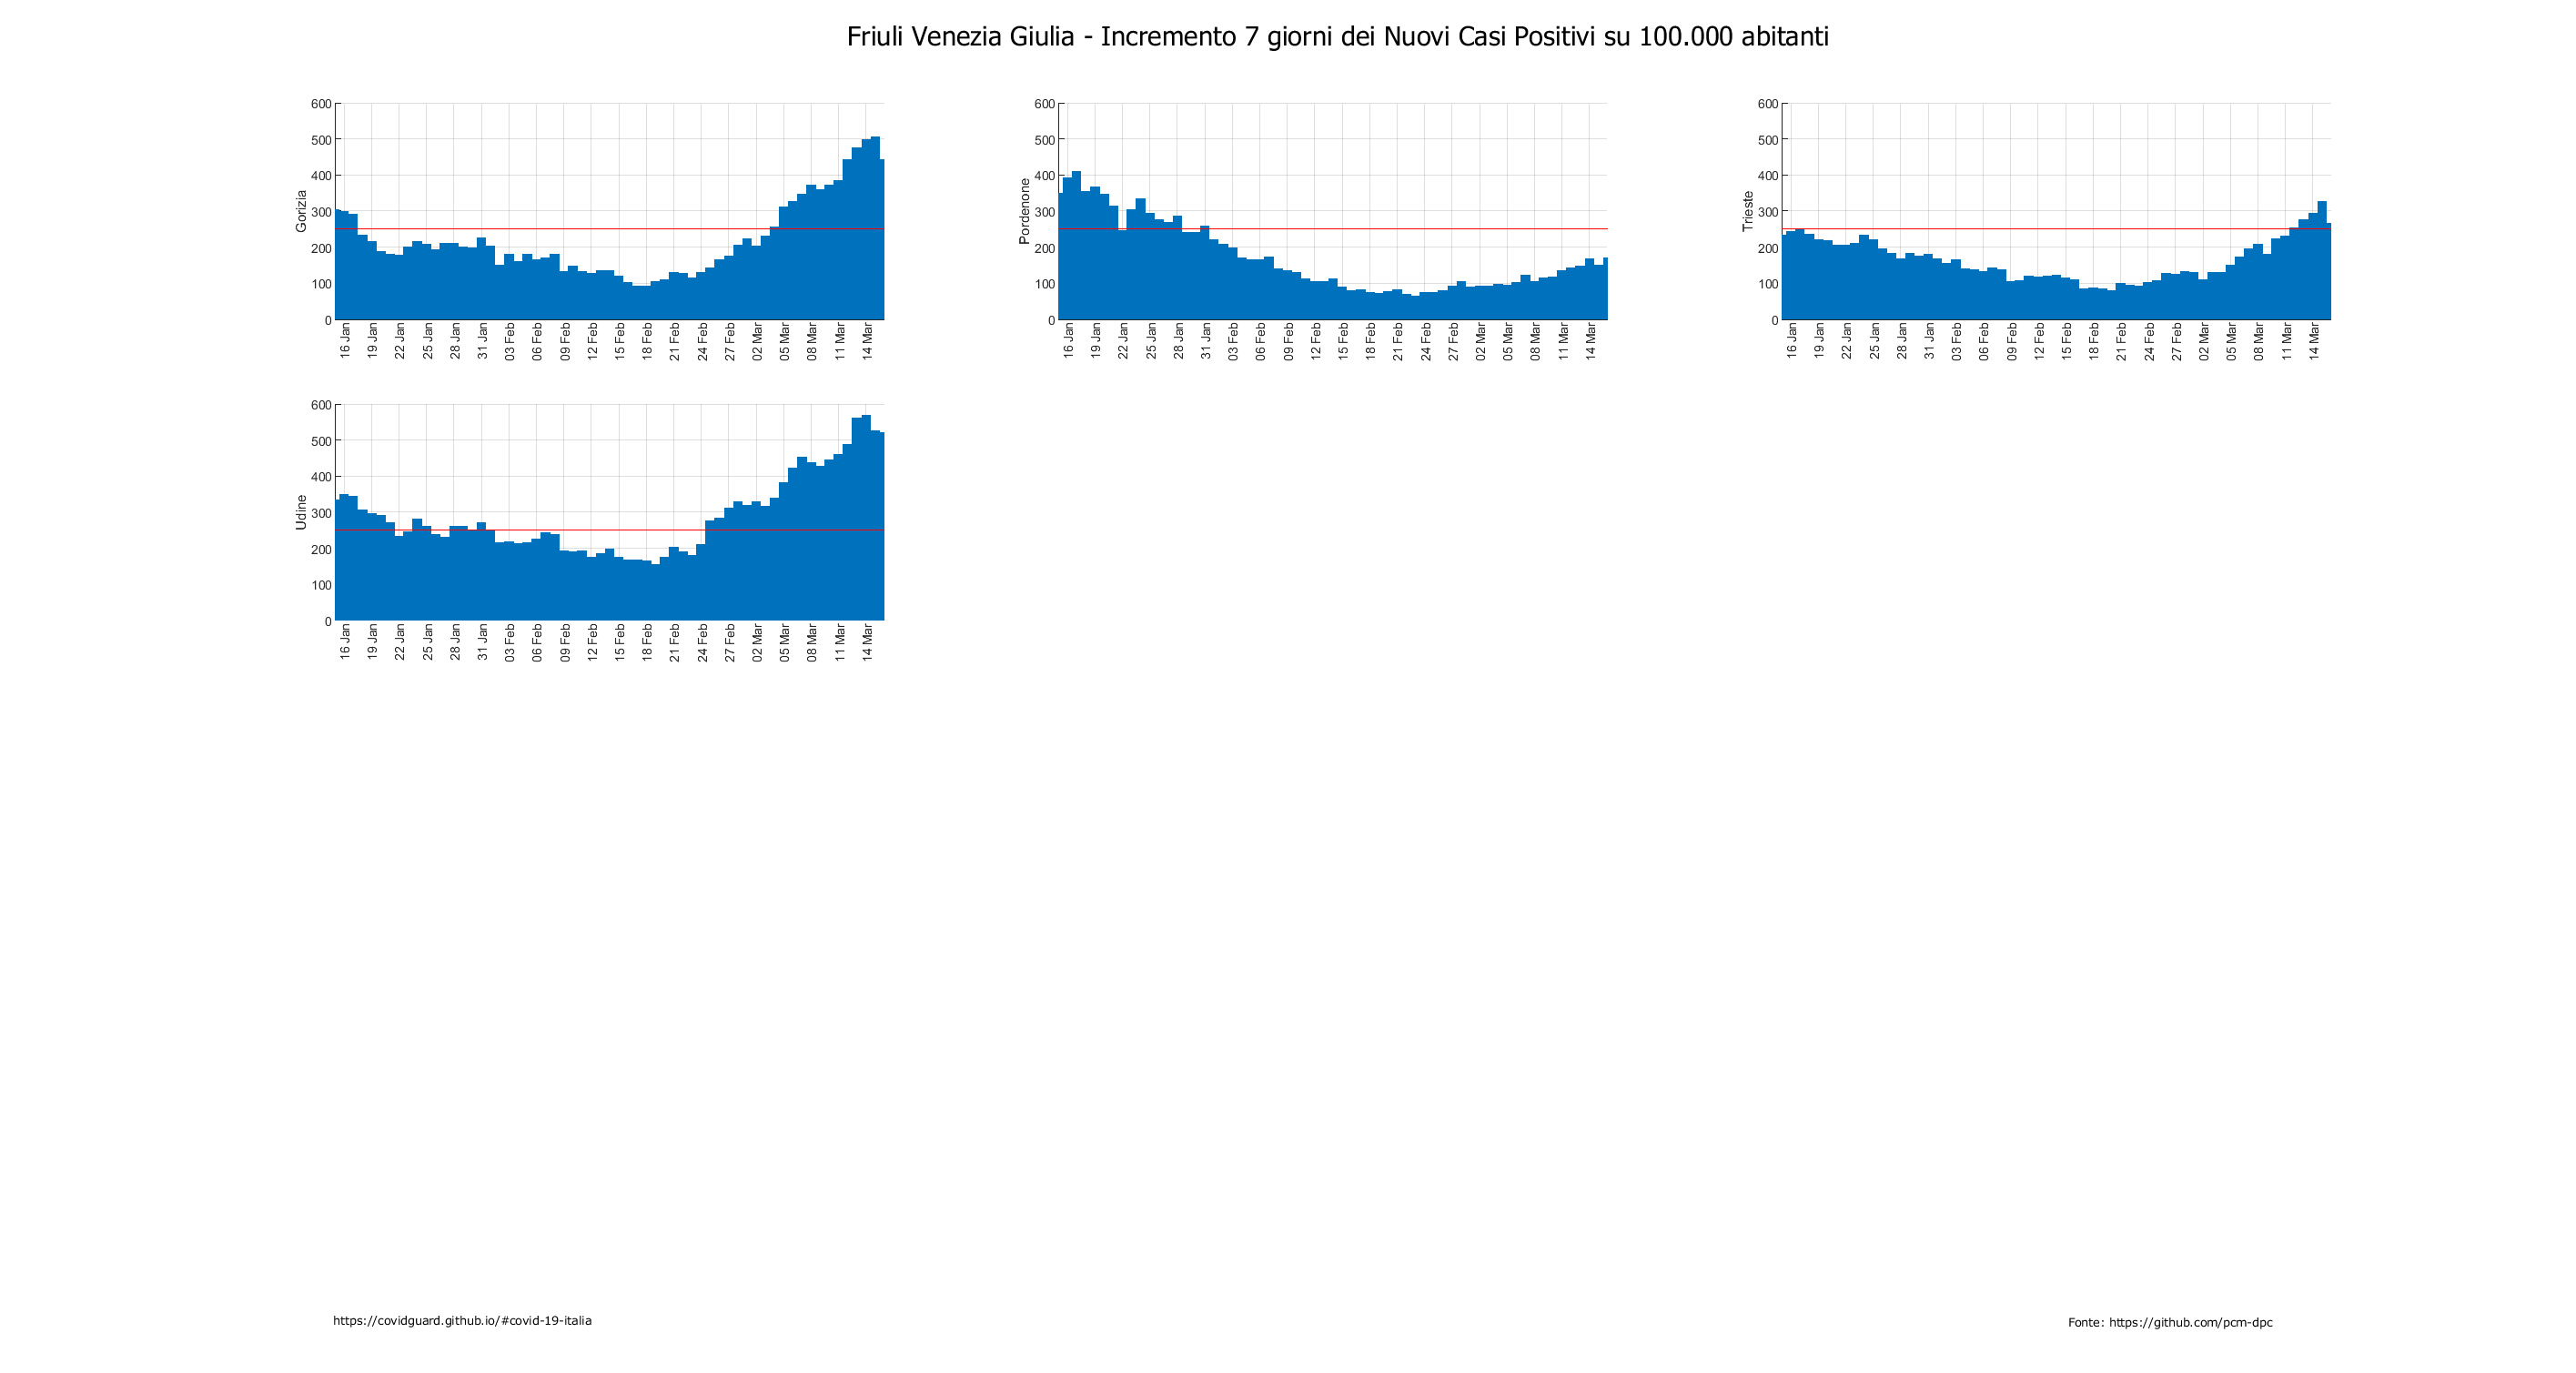 Friuli Venezia Giulia - Incremento 7 giorni dei Nuovi Casi Positivi su 100.000 abitanti
600
500
400
300
200
100
0
Gorizia
16 Jan
19 Jan
22 Jan
25 Jan
28 Jan
31 Jan
03 Feb
06 Feb
09 Feb
12 Feb
15 Feb
18 Feb
21 Feb
24 Feb
27 Feb
02 Mar
05 Mar
08 Mar
11 Mar
14 Mar
600
500
400
300
200
100
0
Pordenone
16 Jan
19 Jan
22 Jan
25 Jan
28 Jan
31 Jan
03 Feb
06 Feb
09 Feb
12 Feb
15 Feb
18 Feb
21 Feb
24 Feb
27 Feb
02 Mar
05 Mar
08 Mar
11 Mar
14 Mar
600
500
400
300
200
100
0
Trieste
16 Jan
19 Jan
22 Jan
25 Jan
28 Jan
31 Jan
03 Feb
06 Feb
09 Feb
12 Feb
15 Feb
18 Feb
21 Feb
24 Feb
27 Feb
02 Mar
05 Mar
08 Mar
11 Mar
14 Mar
600
500
400
300
200
100
0
Udine
16 Jan
19 Jan
22 Jan
25 Jan
28 Jan
31 Jan
03 Feb
06 Feb
09 Feb
12 Feb
15 Feb
18 Feb
21 Feb
24 Feb
27 Feb
02 Mar
05 Mar
08 Mar
11 Mar
14 Mar
https://covidguard.github.io/#covid-19-italia
Fonte: https://github.com/pcm-dpc